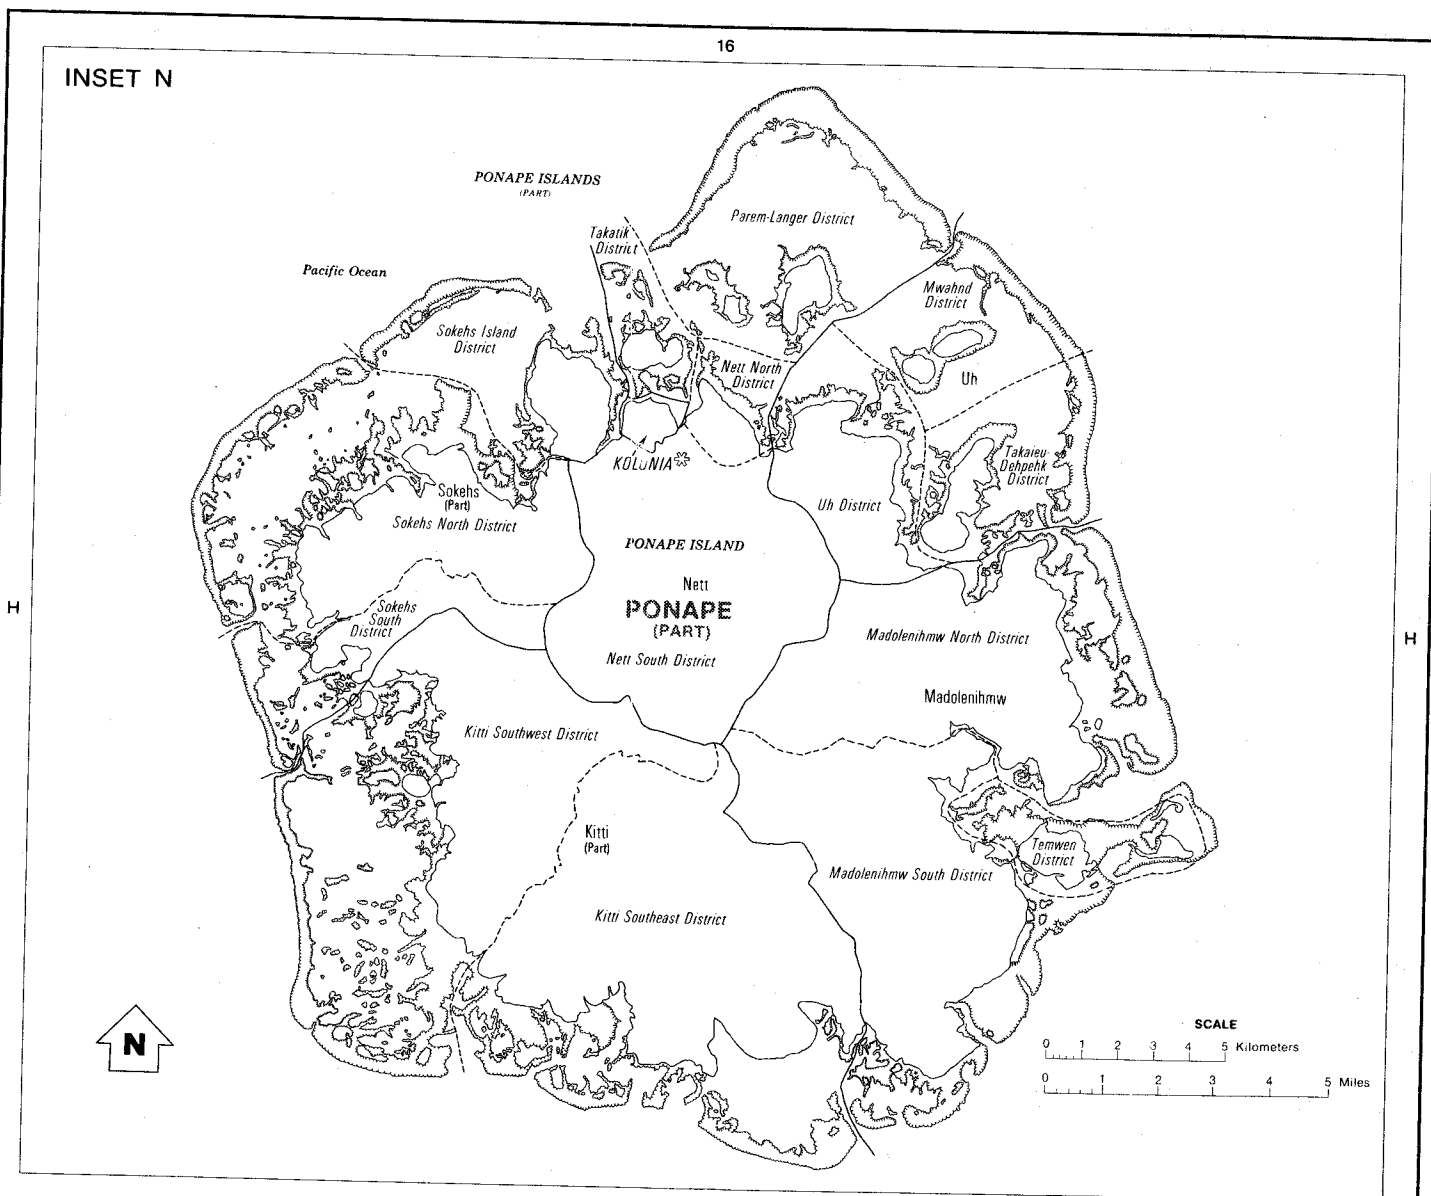 16
INSET N
PONAPE ISLANDS
(PART)
Parem-Langer District
Takatik
District
Pacific Ocean
Mwahnd
District
Sokehs Island
District
Nett North
District
Uh
KOLONIA
Takaieu
Dehpehk
District
Sokehs
(Part)
Uh District
Sokehs North District
PONAPE ISLAND
Nett
H
Sokehs
South
District
PONAPE
(PART)
Madolenihmw North District
H
Nett South District
Madolenihmw
Kitti Southwest District
Kitti
(Part)
Temwen
District
Madolenihmw South District
Kitti Southeast District
N
SCALE
0 1 2 3 4 5 Kilometers
0 1 2 3 4 5 Miles